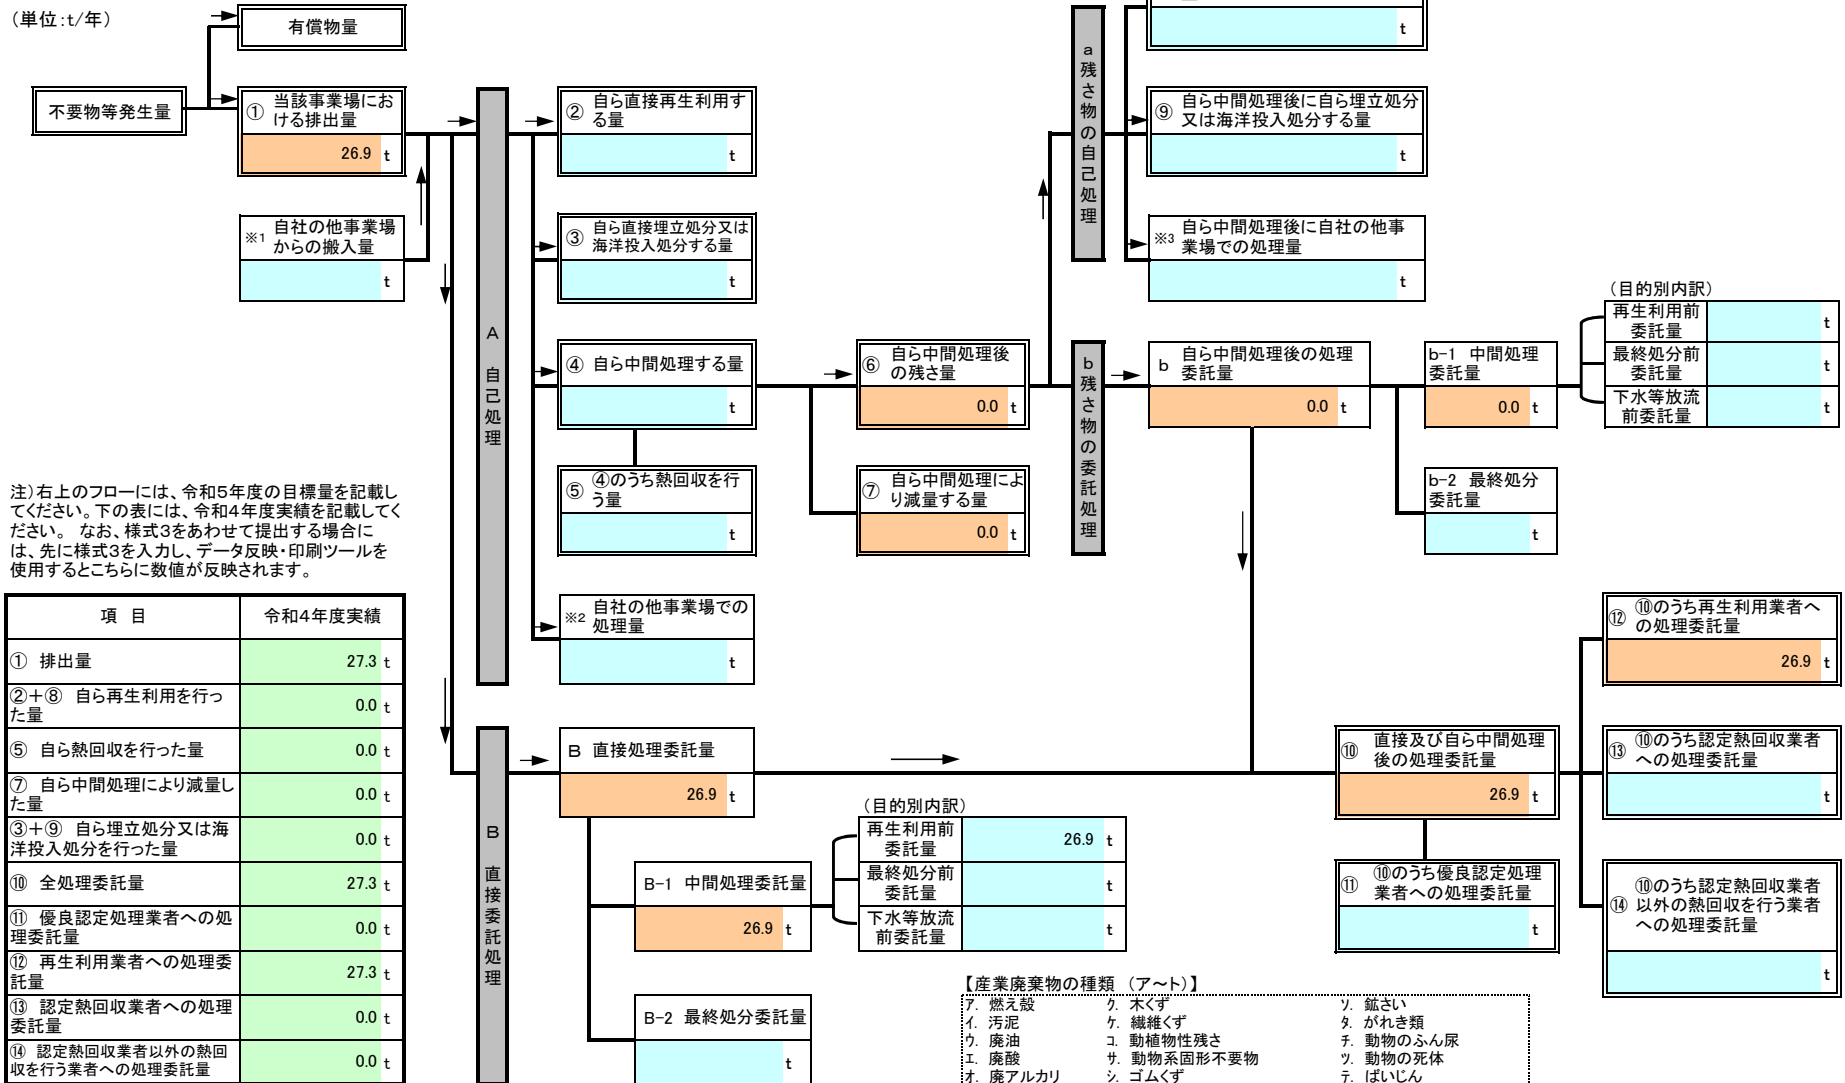 （単位：t/年）
有償物量
不要物等発生量
① 当該事業場にお
ける排出量
26.9 t
※1 自社の他事業場
からの搬入量
t
A 自己処理
② 自ら直接再生利用す
る量
t
③ 自ら直接埋立処分又は
海洋投入処分する量
t
④ 自ら中間処理する量
t
⑤ ④のうち熱回収を行
う量
t
※2 自社の他事業場での
処理量
t
⑥ 自ら中間処理後
の残さ量
0.0 t
⑦ 自ら中間処理によ
り減量する量
0.0 t
a 残さ物の自己処理
t
⑨ 自ら中間処理後に自ら埋立処分
又は海洋投入処分する量
t
※3 自ら中間処理後に自社の他事
業場での処理量
t
b 残さ物の委託処理
b 自ら中間処理後の処理
委託量
0.0 t
b-1 中間処理
委託量
0.0 t
（目的別内訳）
再生利用前
委託量
t
最終処分前
委託量
t
下水等放流
前委託量
t
b-2 最終処分
委託量
t
注）右上のフローには、令和5年度の目標量を記載し
てください。下の表には、令和4年度実績を記載してく
ださい。 なお、様式3をあわせて提出する場合に
は、先に様式3を入力し、データ反映・印刷ツールを
使用するとこちらに数値が反映されます。
項 目 令和4年度実績
① 排出量 27.3 t
②＋⑧ 自ら再生利用を行っ
た量 0.0 t
⑤ 自ら熱回収を行った量 0.0 t
⑦ 自ら中間処理により減量し
た量 0.0 t
③＋⑨ 自ら埋立処分又は海
洋投入処分を行った量 0.0 t
⑩ 全処理委託量 27.3 t
⑪ 優良認定処理業者への処
理委託量 0.0 t
⑫ 再生利用業者への処理委
託量 27.3 t
⑬ 認定熱回収業者への処理
委託量 0.0 t
⑭ 認定熱回収業者以外の熱回
収を行う業者への処理委託量 0.0 t
B 直接委託処理
B 直接処理委託量
26.9 t
B-1 中間処理委託量
26.9 t
（目的別内訳）
再生利用前
委託量
26.9 t
最終処分前
委託量
t
下水等放流
前委託量
t
B-2 最終処分委託量
t
⑩ 直接及び自ら中間処理
後の処理委託量
26.9 t
⑪ ⑩のうち優良認定処理
業者への処理委託量
t
⑫ ⑩のうち再生利用業者へ
の処理委託量
26.9 t
⑬ ⑩のうち認定熱回収業者
への処理委託量
t
⑭ ⑩のうち認定熱回収業者
以外の熱回収を行う業者
への処理委託量
t
【産業廃棄物の種類 （ア～ト）】
ア. 燃え殻 ク. 木くず ソ. 鉱さい
イ. 汚泥 ケ. 繊維くず タ. がれき類
ウ. 廃油 コ. 動植物性残さ チ. 動物のふん尿
エ. 廃酸 サ. 動物系固形不要物 ツ. 動物の死体
オ. 廃アルカリ シ. ゴムくず テ. ばいじん